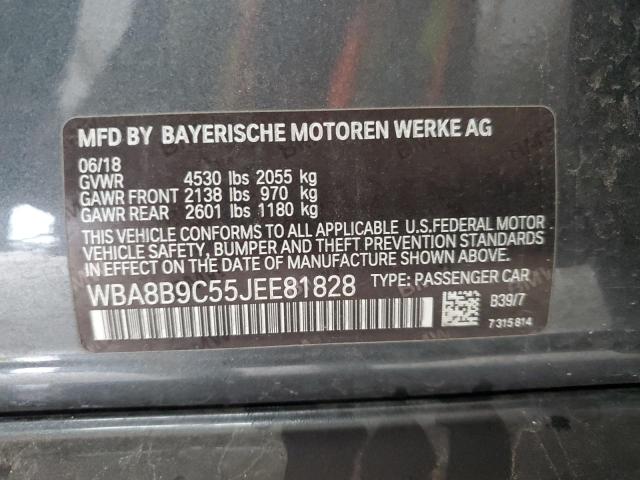 MFD BY BAYERISCHE MOTOREN WERKE AG
06/18
GVWR 4530 lbs 2055 kg
GAWR FRONT 2138 lbs 970 kg
GAWR REAR 2601 lbs 1180 kg
THIS VEHICLE CONFORMS TO ALL APPLICABLE U.S.FEDERAL MOTOR
VEHICLE SAFETY, BUMPER AND THEFT PREVENTION STANDARDS
IN EFFECT ON THE DATE OF MANUFACTURE SHOWN ABOVE.
WBA8B9C55JEE81828 TYPE: PASSENGER CAR
B39/7
7315814